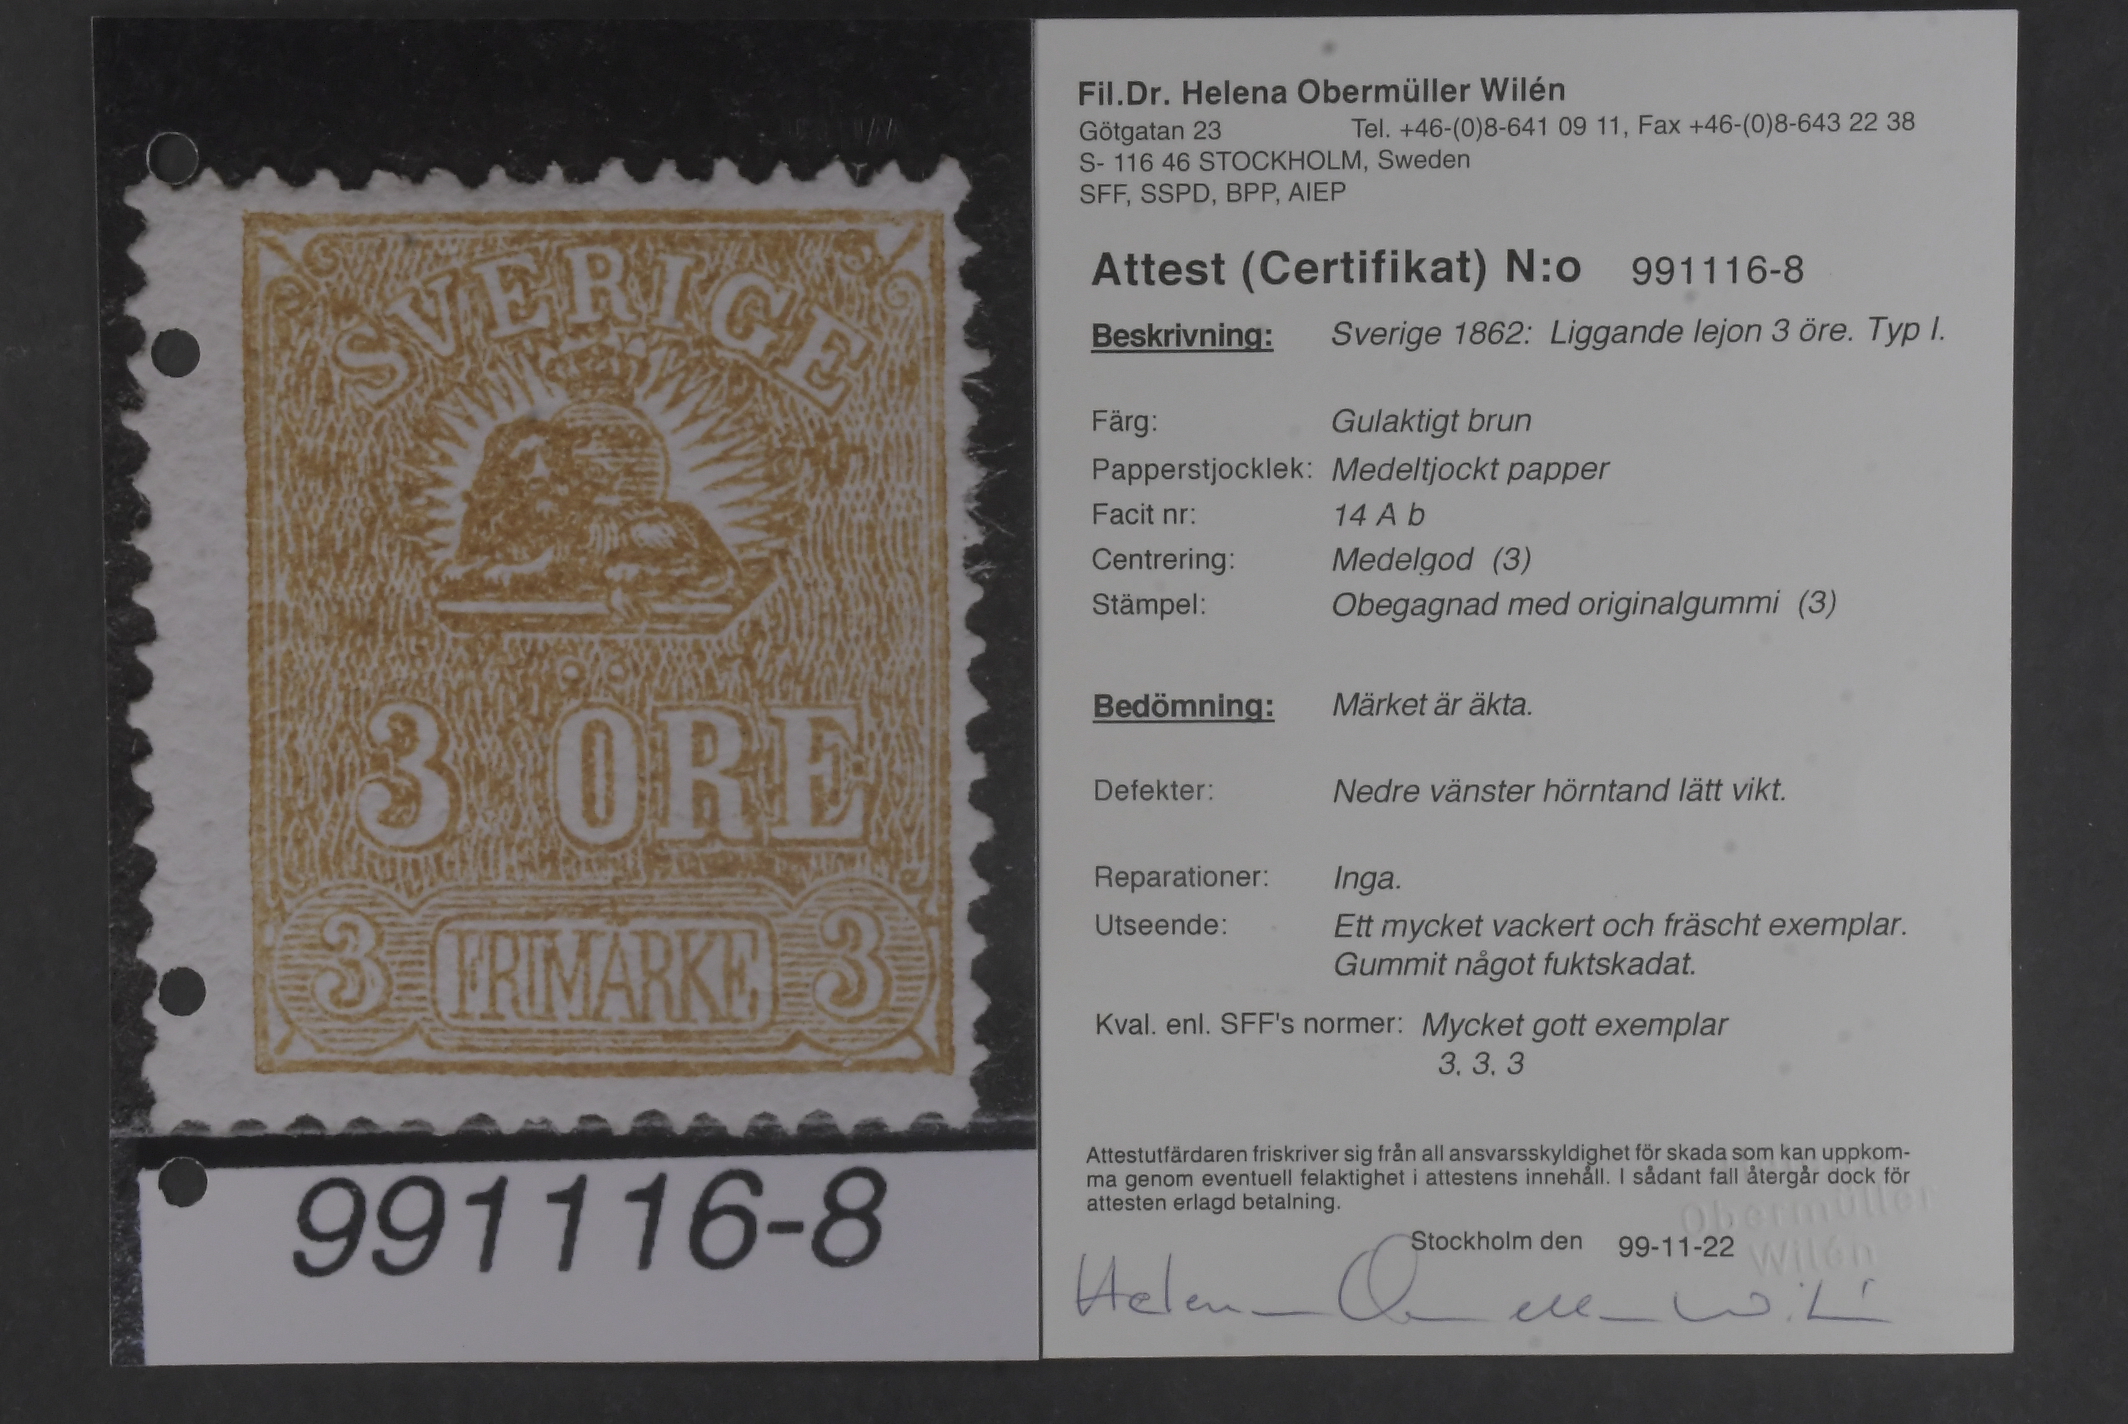 SVERIGE
3 ÖRE
3 FRIMÄRKE 3
991116-8
Fil.Dr. Helena Obermüller Wilén
Götgatan 23 Tel. +46-(0)8-641 09 11, Fax +46-(0)8-643 22 38
S- 116 46 STOCKHOLM, Sweden
SFF, SSPD, BPP, AIEP
Attest (Certifikat) N:o 991116-8
Beskrivning: Sverige 1862: Liggande lejon 3 öre. Typ I.
Färg: Gulaktigt brun
Papperstjocklek: Medeltjockt papper
Facit nr: 14 A b
Centrering: Medelgod (3)
Stämpel: Obegagnad med originalgummi (3)
Bedömning: Märket är äkta.
Defekter: Nedre vänster hörntand lätt vikt.
Reparationer: Inga.
Utseende: Ett mycket vackert och fräscht exemplar.
Gummit något fuktskadat.
Kval. enl. SFF's normer: Mycket gott exemplar
3, 3, 3
Attestutfärdaren friskriver sig från all ansvarsskyldighet för skada som kan uppkom-
ma genom eventuell felaktighet i attestens innehåll. I sådant fall återgår dock för
attesten erlagd betalning.
Obermüller
Stockholm den 99-11-22
Wilén
Helena Obermüller Wilén